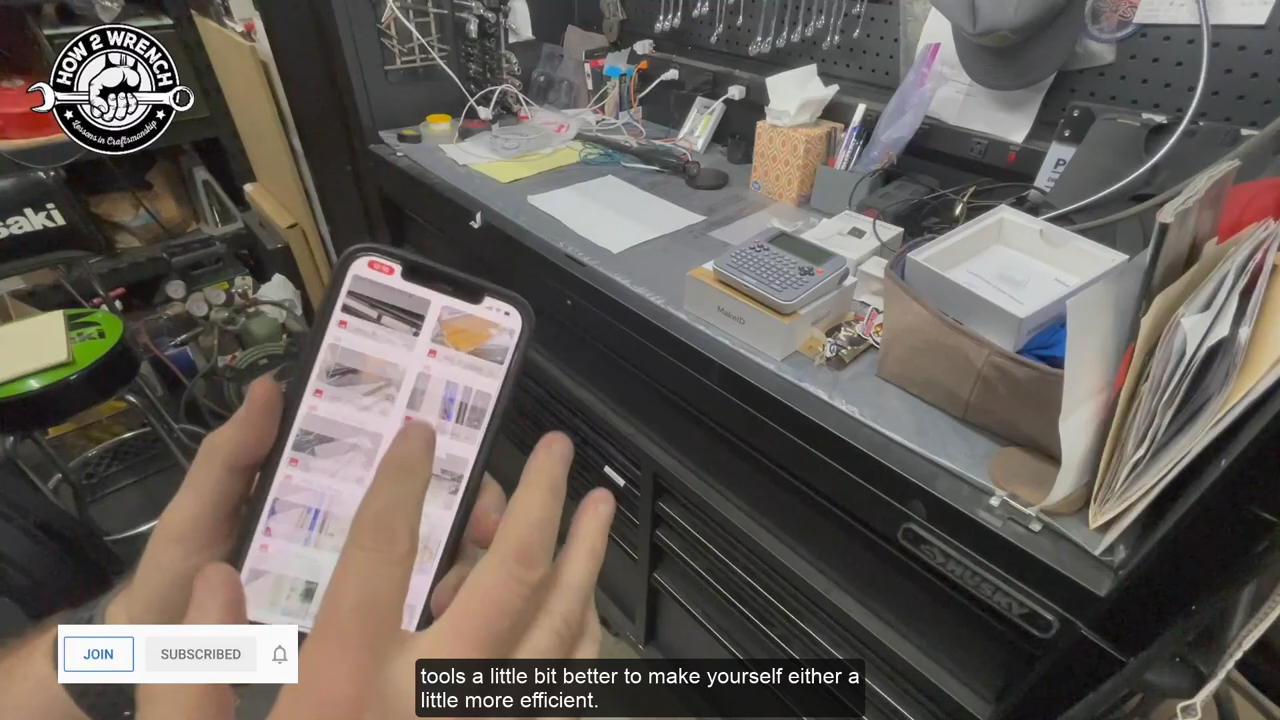 HOW 2 WRENCH
Lessons in Craftsmanship
saki
P
MakeID
HUSKY
JOIN
SUBSCRIBED
tools a little bit better to make yourself either a
little more efficient.